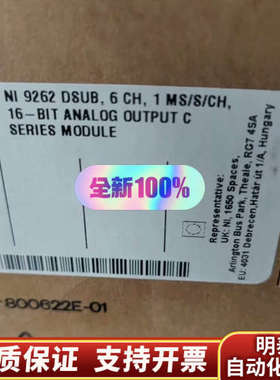 NI 9262 DSUB, 6 CH, 1 MS/S/CH,
16-BIT ANALOG OUTPUT C
SERIES MODULE
Representative:
UK: NI, 1650 Spaces,
Arlington Bus Park, Theale, RG7 4SA
EU: 4031 Debrecen, Hatar út 1/A, Hungary
全新100%
800622E-01
质保证 支持开
明
自动化